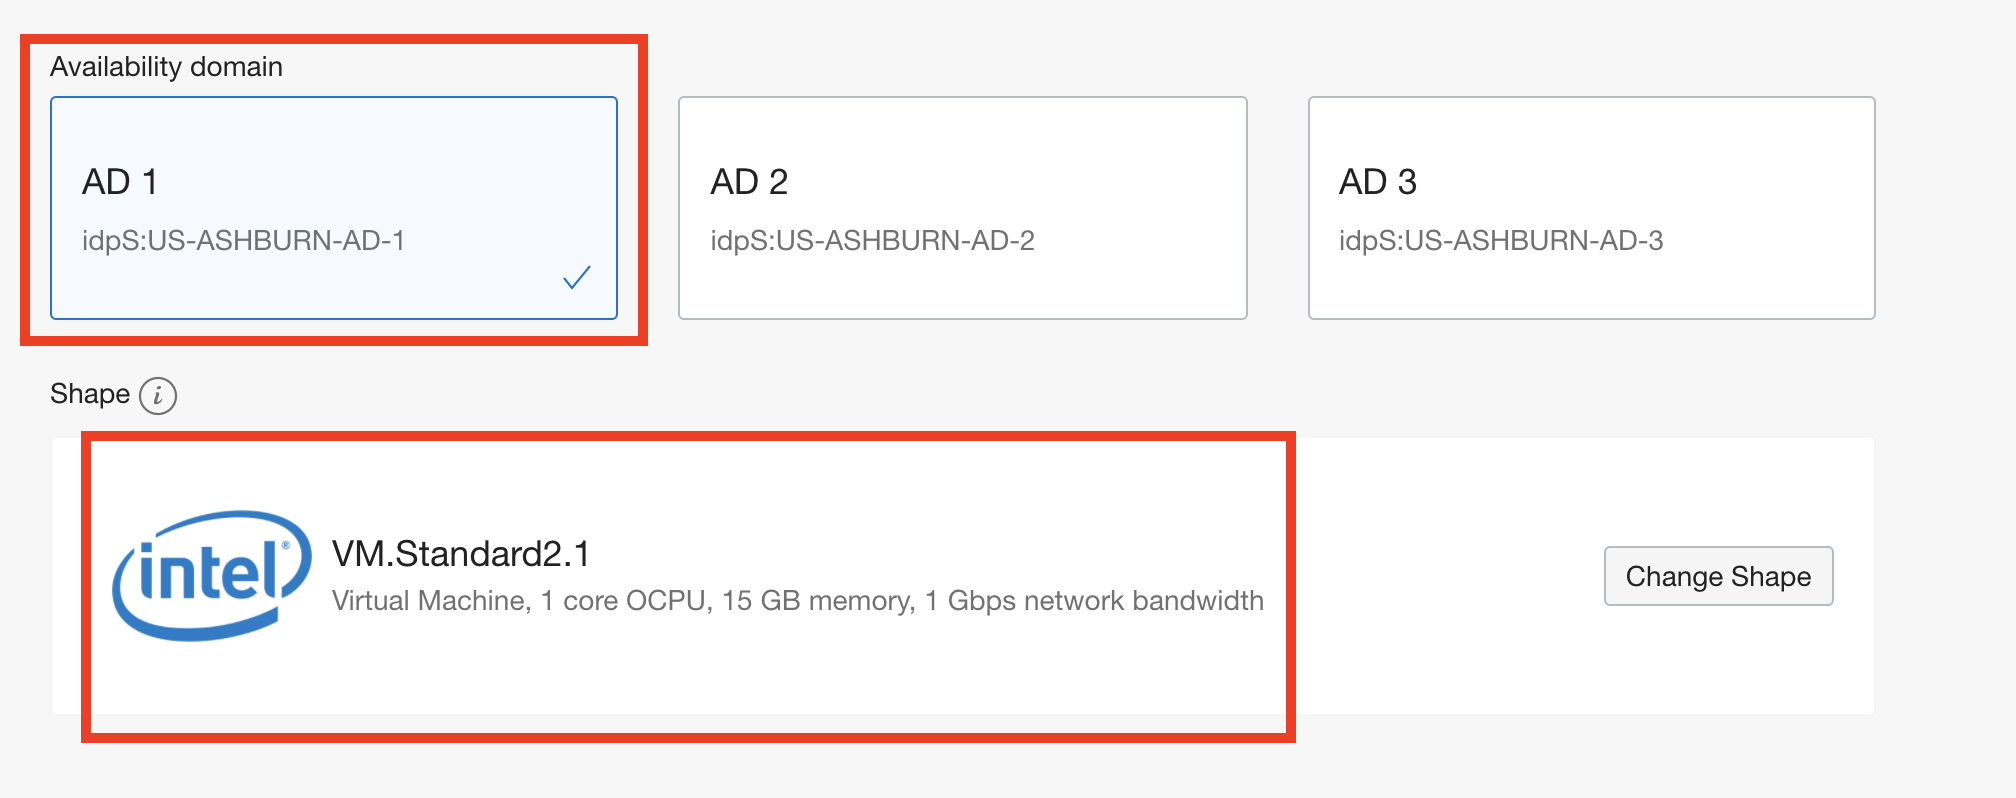 Availability domain
AD 1
idpS:US-ASHBURN-AD-1
AD 2
idpS:US-ASHBURN-AD-2
AD 3
idpS:US-ASHBURN-AD-3
Shape i
intel®
VM.Standard2.1
Virtual Machine, 1 core OCPU, 15 GB memory, 1 Gbps network bandwidth
Change Shape